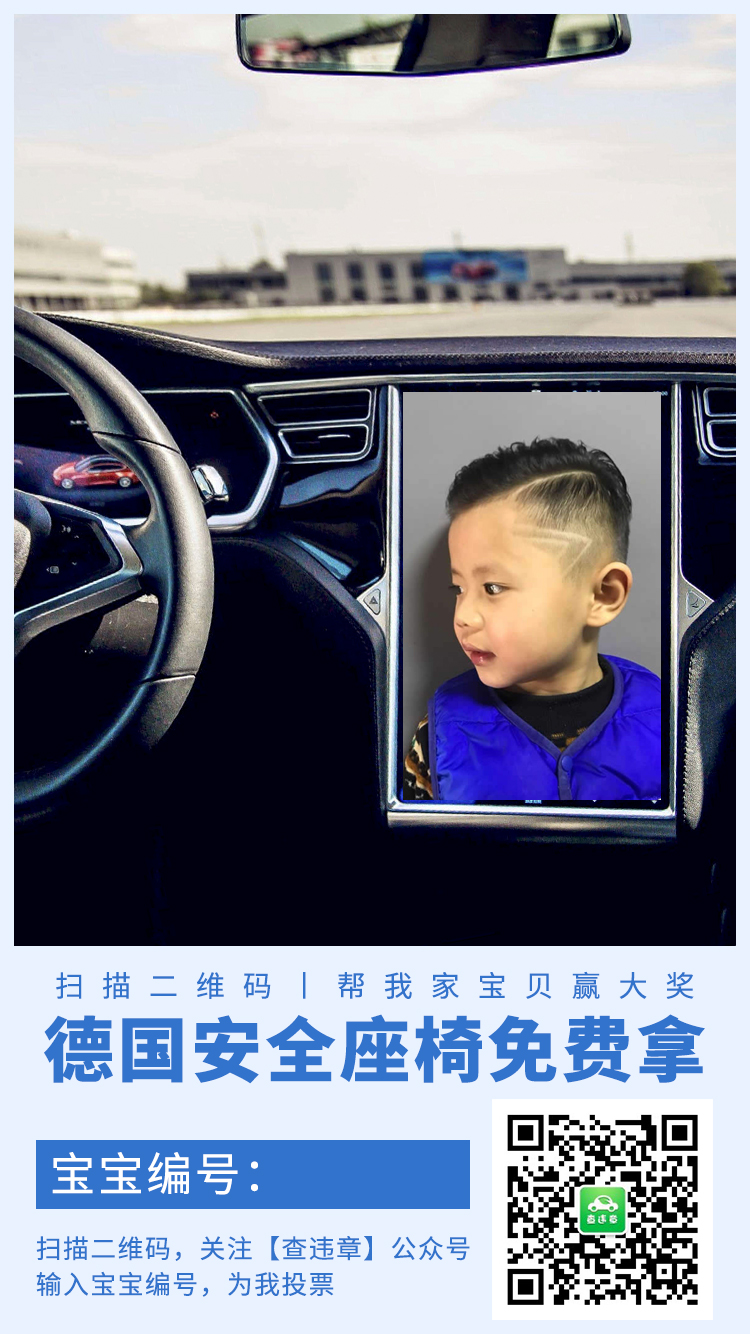 扫描二维码丨帮我家宝贝赢大奖
德国安全座椅免费拿
宝宝编号：
扫描二维码，关注【查违章】公众号
输入宝宝编号，为我投票
查违章